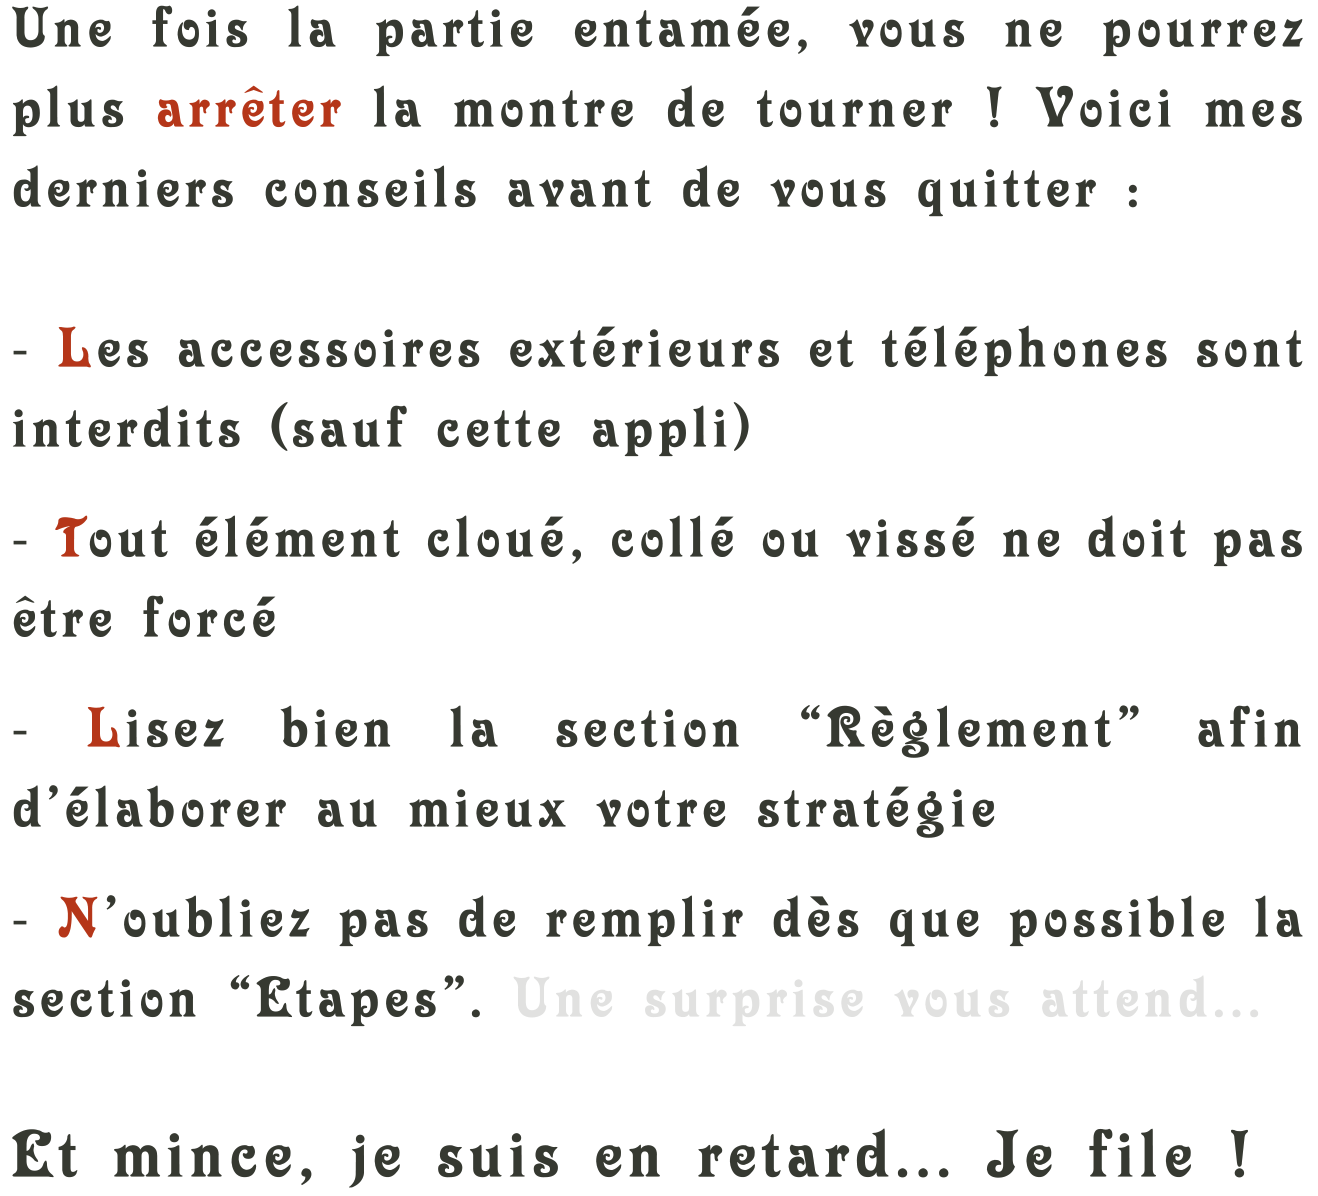 Une fois la partie entamée, vous ne pourrez
plus arrêter la montre de tourner ! Voici mes
derniers conseils avant de vous quitter :
- Les accessoires extérieurs et téléphones sont
interdits (sauf cette appli)
- Tout élément cloué, collé ou vissé ne doit pas
être forcé
- Lisez bien la section “Règlement” afin
d’élaborer au mieux votre stratégie
- N’oubliez pas de remplir dès que possible la
section “Etapes”. Une surprise vous attend...
Et mince, je suis en retard... Je file !